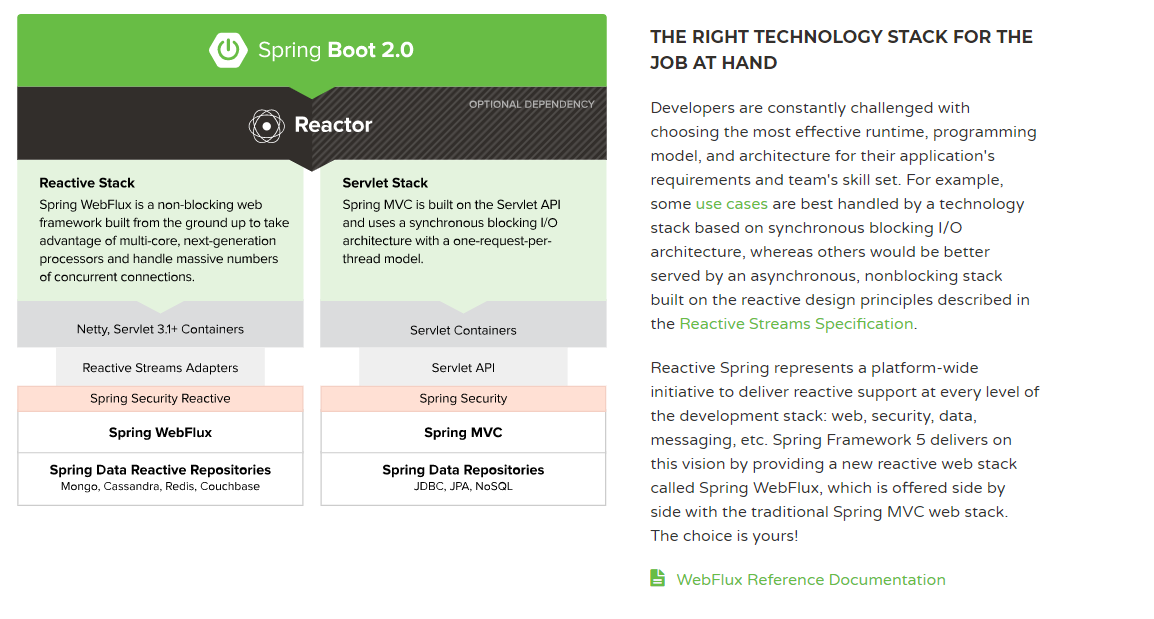 Spring Boot 2.0
OPTIONAL DEPENDENCY
Reactor
Reactive Stack
Spring WebFlux is a non-blocking web
framework built from the ground up to take
advantage of multi-core, next-generation
processors and handle massive numbers
of concurrent connections.
Servlet Stack
Spring MVC is built on the Servlet API
and uses a synchronous blocking I/O
architecture with a one-request-per-
thread model.
Netty, Servlet 3.1+ Containers
Servlet Containers
Reactive Streams Adapters
Servlet API
Spring Security Reactive
Spring Security
Spring WebFlux
Spring MVC
Spring Data Reactive Repositories
Mongo, Cassandra, Redis, Couchbase
Spring Data Repositories
JDBC, JPA, NoSQL
THE RIGHT TECHNOLOGY STACK FOR THE
JOB AT HAND
Developers are constantly challenged with
choosing the most effective runtime, programming
model, and architecture for their application's
requirements and team's skill set. For example,
some use cases are best handled by a technology
stack based on synchronous blocking I/O
architecture, whereas others would be better
served by an asynchronous, nonblocking stack
built on the reactive design principles described in
the Reactive Streams Specification.
Reactive Spring represents a platform-wide
initiative to deliver reactive support at every level of
the development stack: web, security, data,
messaging, etc. Spring Framework 5 delivers on
this vision by providing a new reactive web stack
called Spring WebFlux, which is offered side by
side with the traditional Spring MVC web stack.
The choice is yours!
WebFlux Reference Documentation